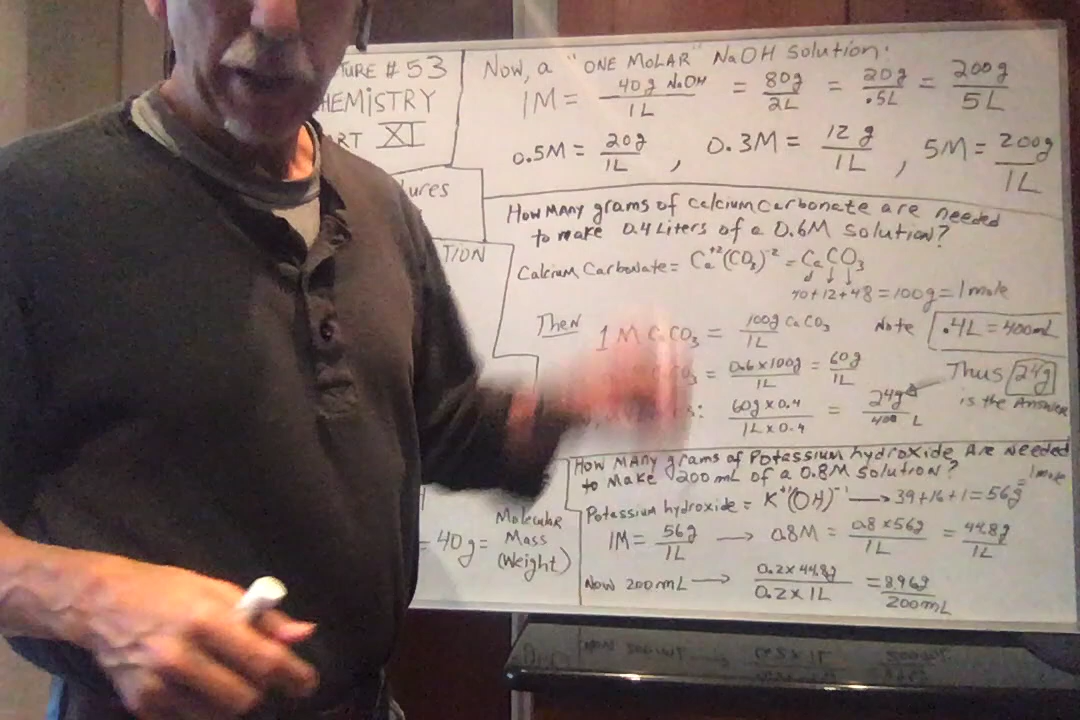 TURE # 53
HEMISTRY
RT XI
ures
TION
= 40g = Molecular
Mass
(Weight)
Now, a "ONE MOLAR" NaOH Solution:
1M = 40g NaOH / 1L = 80g / 2L = 20g / .5L = 200g / 5L
0.5M = 20g / 1L , 0.3M = 12g / 1L , 5M = 200g / 1L
How MANY grams of Calcium Carbonate are needed
to make 0.4 Liters of a 0.6M solution?
Calcium Carbonate = Ca+2(CO3)-2 = CaCO3
40+12+48 = 100g = 1 mole
Then 1M CaCO3 = 100g CaCO3 / 1L Note .4L = 400mL
CO3 = 0.6 x 100g / 1L = 60g / 1L Thus 24g
is the Answer
: 60g x 0.4 / 1L x 0.4 = 24g / 400 L
How MANY grams of Potassium hydroxide Are Needed
to Make 200 mL of a 0.8M solution?
Potassium hydroxide = K+1(OH)-1 → 39+16+1 = 56g = 1 mole
1M = 56g / 1L → 0.8M = 0.8 x 56g / 1L = 44.8g / 1L
Now 200mL → 0.2 x 44.8g / 0.2 x 1L = 8.96g / 200mL